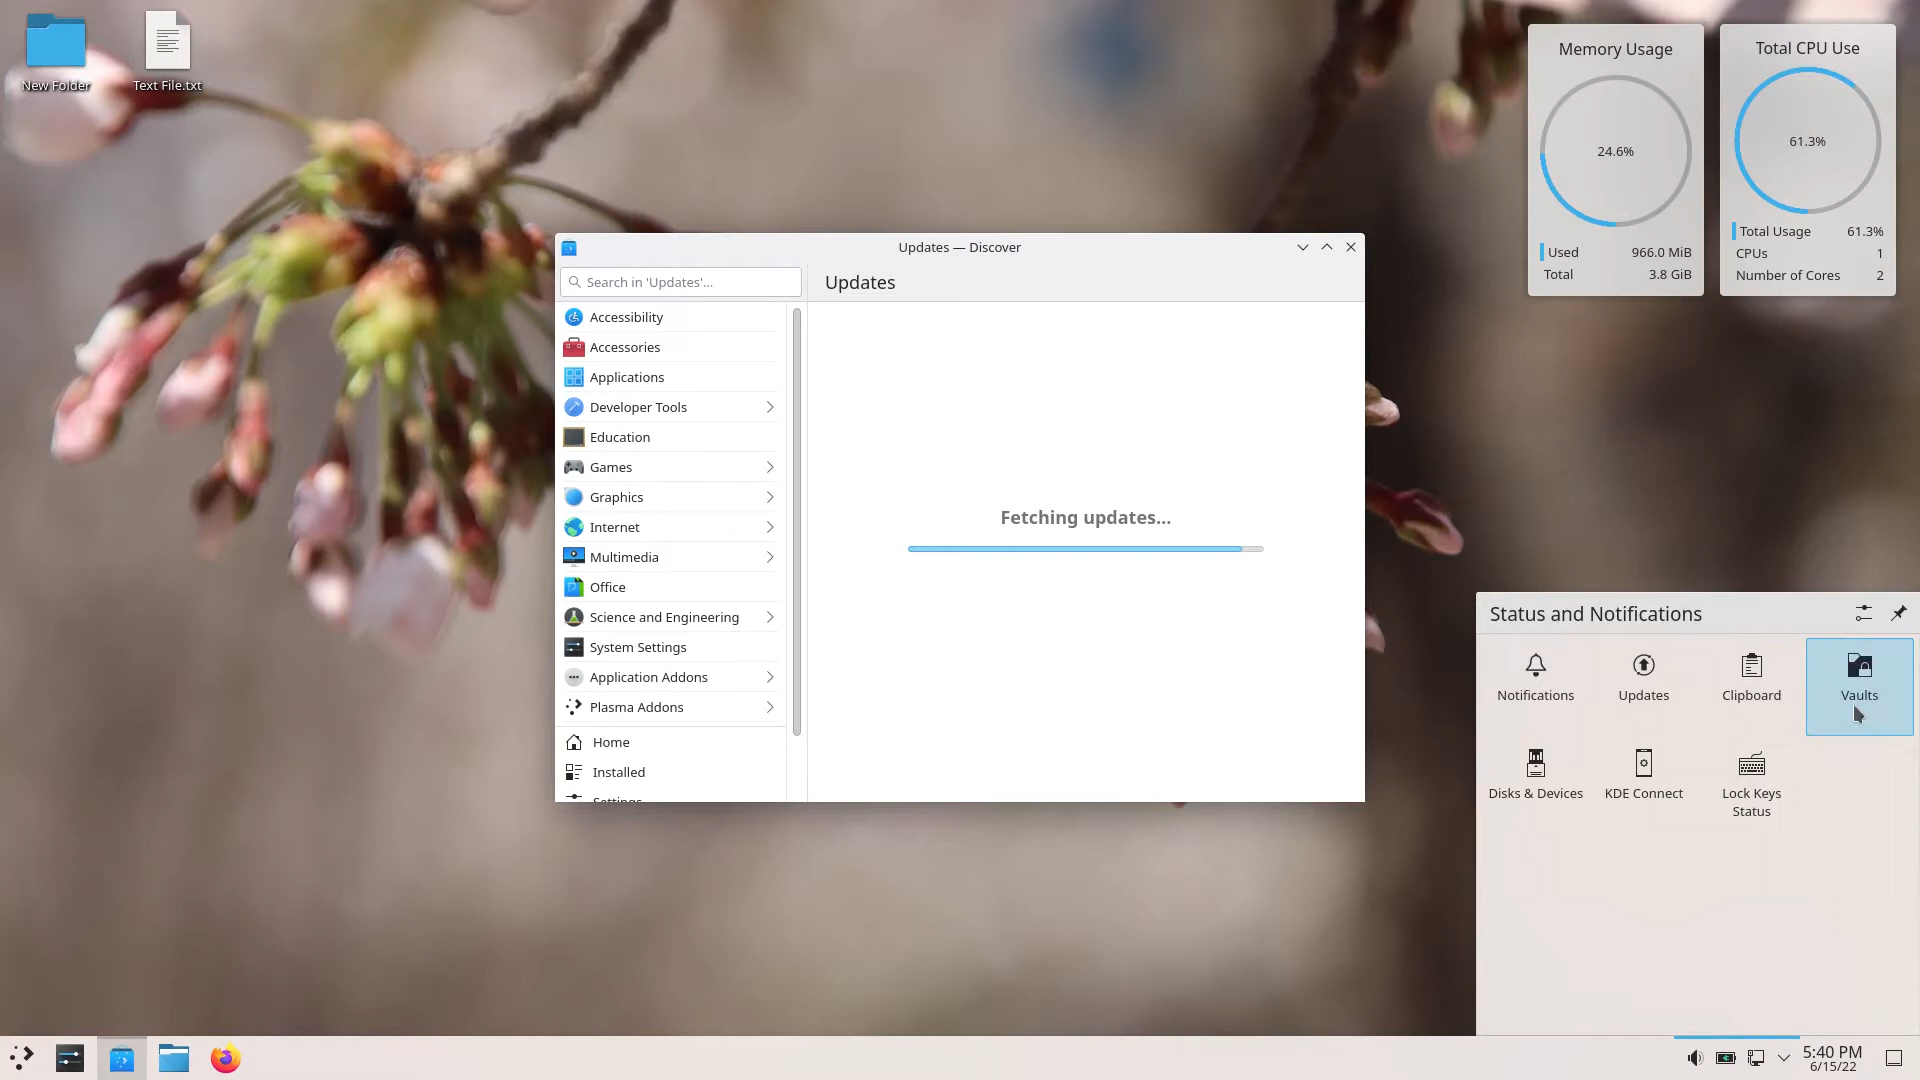 New Folder
Text File.txt
Memory Usage
24.6%
Used 966.0 MiB
Total 3.8 GiB
Total CPU Use
61.3%
Total Usage 61.3%
CPUs 1
Number of Cores 2
Updates — Discover
Search in 'Updates'...
Updates
Accessibility
Accessories
Applications
Developer Tools
Education
Games
Graphics
Internet
Multimedia
Office
Science and Engineering
System Settings
Application Addons
Plasma Addons
Home
Installed
Settings
Fetching updates...
Status and Notifications
Notifications
Updates
Clipboard
Vaults
Disks & Devices
KDE Connect
Lock Keys
Status
5:40 PM
6/15/22